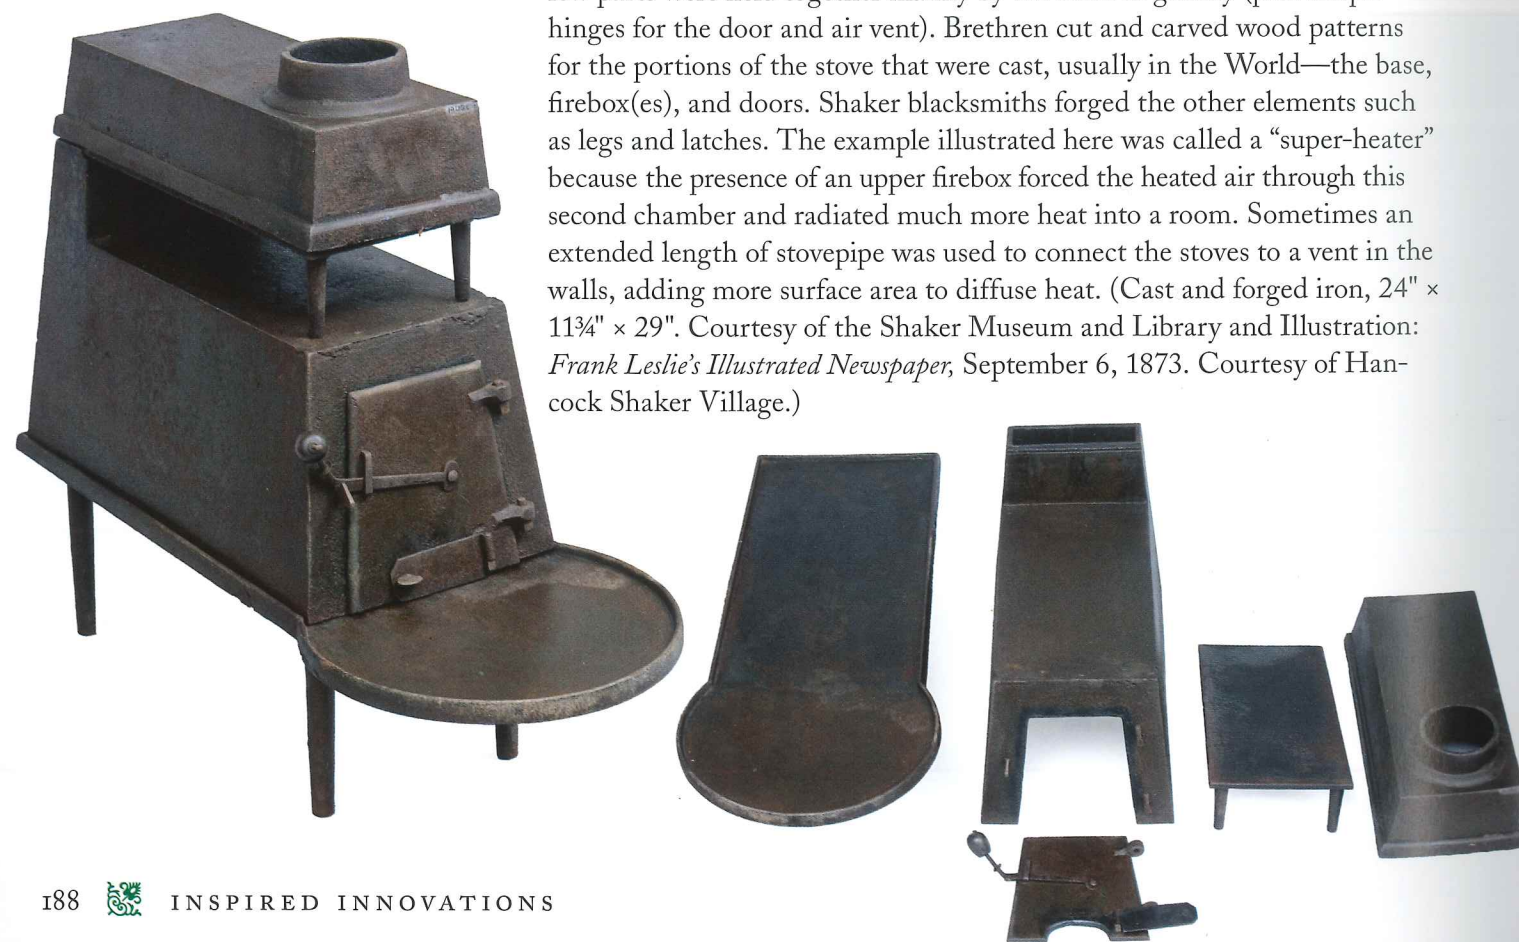 hinges for the door and air vent). Brethren cut and carved wood patterns
for the portions of the stove that were cast, usually in the World—the base,
firebox(es), and doors. Shaker blacksmiths forged the other elements such
as legs and latches. The example illustrated here was called a “super-heater”
because the presence of an upper firebox forced the heated air through this
second chamber and radiated much more heat into a room. Sometimes an
extended length of stovepipe was used to connect the stoves to a vent in the
walls, adding more surface area to diffuse heat. (Cast and forged iron, 24" ×
11¾" × 29". Courtesy of the Shaker Museum and Library and Illustration:
Frank Leslie’s Illustrated Newspaper, September 6, 1873. Courtesy of Han-
cock Shaker Village.)
188 INSPIRED INNOVATIONS